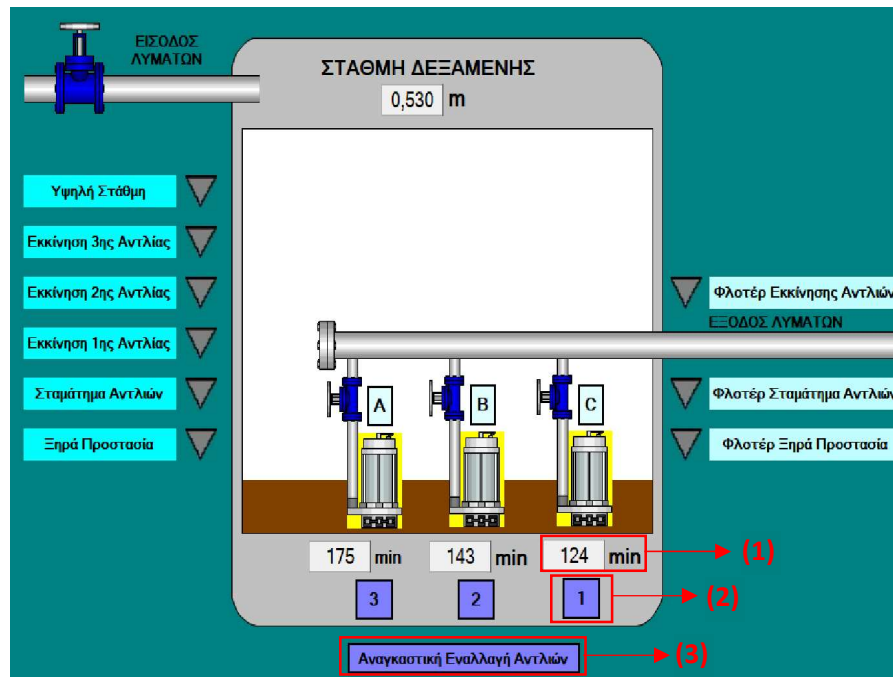 ΕΙΣΟΔΟΣ
ΛΥΜΑΤΩΝ
ΣΤΑΘΜΗ ΔΕΞΑΜΕΝΗΣ
0,530 m
Υψηλή Στάθμη
Εκκίνηση 3ης Αντλίας
Εκκίνηση 2ης Αντλίας
Εκκίνηση 1ης Αντλίας
Σταμάτημα Αντλιών
Ξηρά Προστασία
Φλοτέρ Εκκίνησης Αντλιών
ΕΞΟΔΟΣ ΛΥΜΑΤΩΝ
Φλοτέρ Σταμάτημα Αντλιών
Φλοτέρ Ξηρά Προστασία
A B C
175 min 143 min 124 min (1)
3 2 1 (2)
Αναγκαστική Εναλλαγή Αντλιών (3)